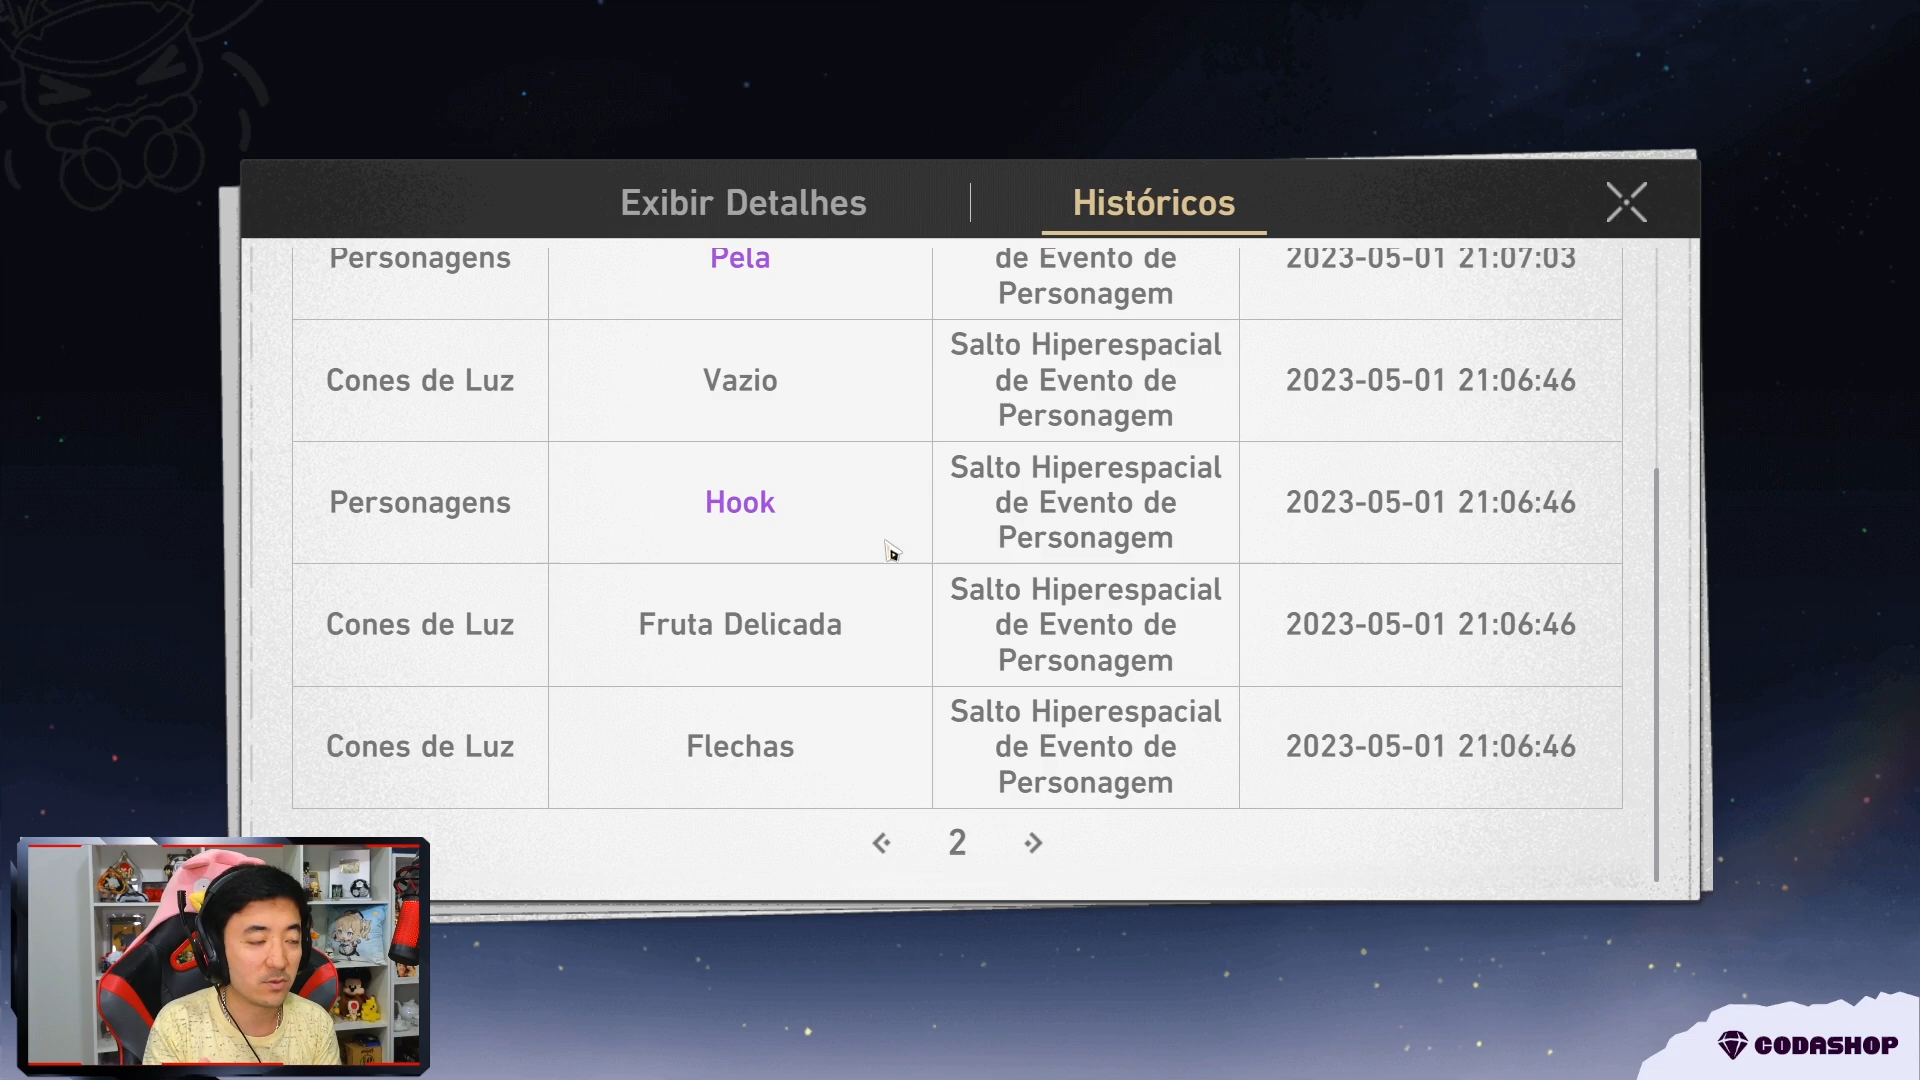 Exibir Detalhes
Históricos
Personagens
Pela
de Evento de
Personagem
2023-05-01 21:07:03
Cones de Luz
Vazio
Salto Hiperespacial
de Evento de
Personagem
2023-05-01 21:06:46
Personagens
Hook
Salto Hiperespacial
de Evento de
Personagem
2023-05-01 21:06:46
Cones de Luz
Fruta Delicada
Salto Hiperespacial
de Evento de
Personagem
2023-05-01 21:06:46
Cones de Luz
Flechas
Salto Hiperespacial
de Evento de
Personagem
2023-05-01 21:06:46
2
CODASHOP